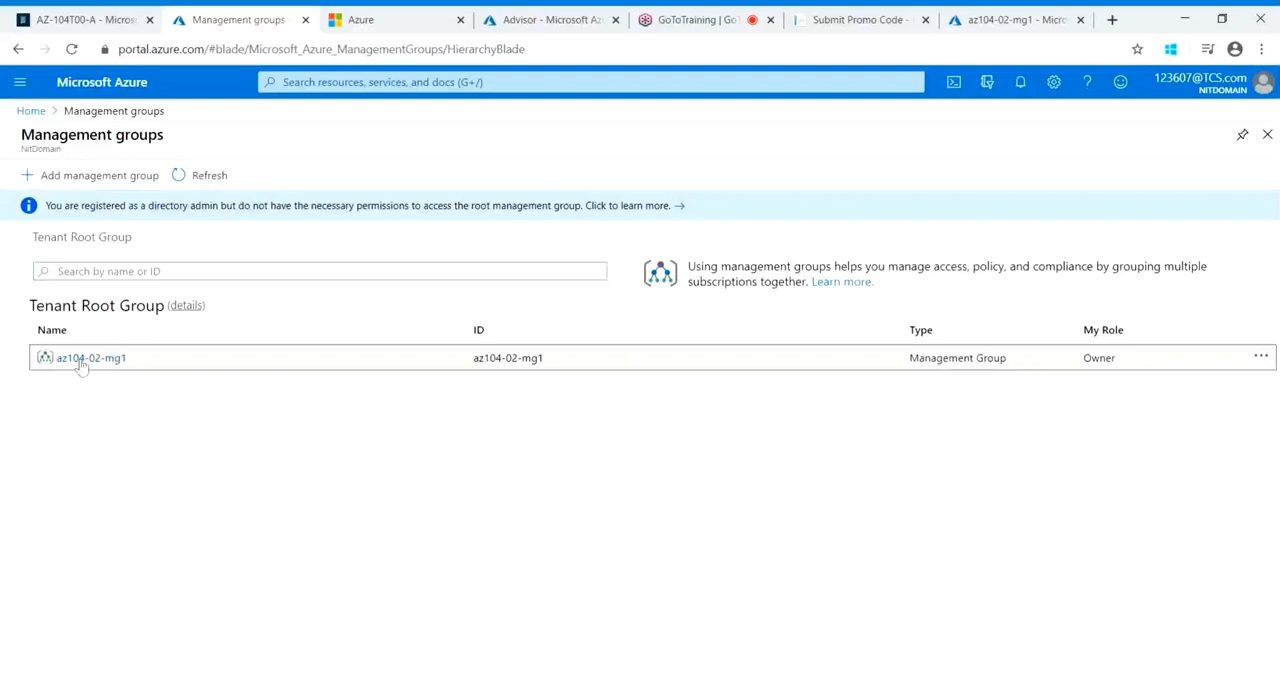 AZ-104T00-A - Micros
Management groups
Azure
Advisor - Microsoft Az
GoToTraining | Go
Submit Promo Code -
az104-02-mg1 - Micro
portal.azure.com/#blade/Microsoft_Azure_ManagementGroups/HierarchyBlade
Microsoft Azure
Search resources, services, and docs (G+/)
123607@TCS.com
NITDOMAIN
Home > Management groups
Management groups
NitDomain
+ Add management group
Refresh
You are registered as a directory admin but do not have the necessary permissions to access the root management group. Click to learn more. →
Tenant Root Group
Search by name or ID
Using management groups helps you manage access, policy, and compliance by grouping multiple
subscriptions together. Learn more.
Tenant Root Group (details)
Name ID Type My Role
az104-02-mg1 az104-02-mg1 Management Group Owner ...